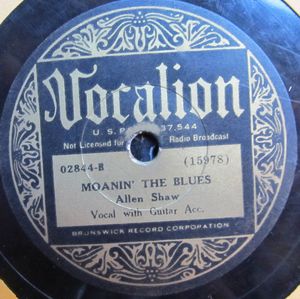 Vocalion
U. S. P 37,544
Not Licensed for Radio Broadcast
02844-B (15978)
MOANIN' THE BLUES
Allen Shaw
Vocal with Guitar Acc.
BRUNSWICK RECORD CORPORATION